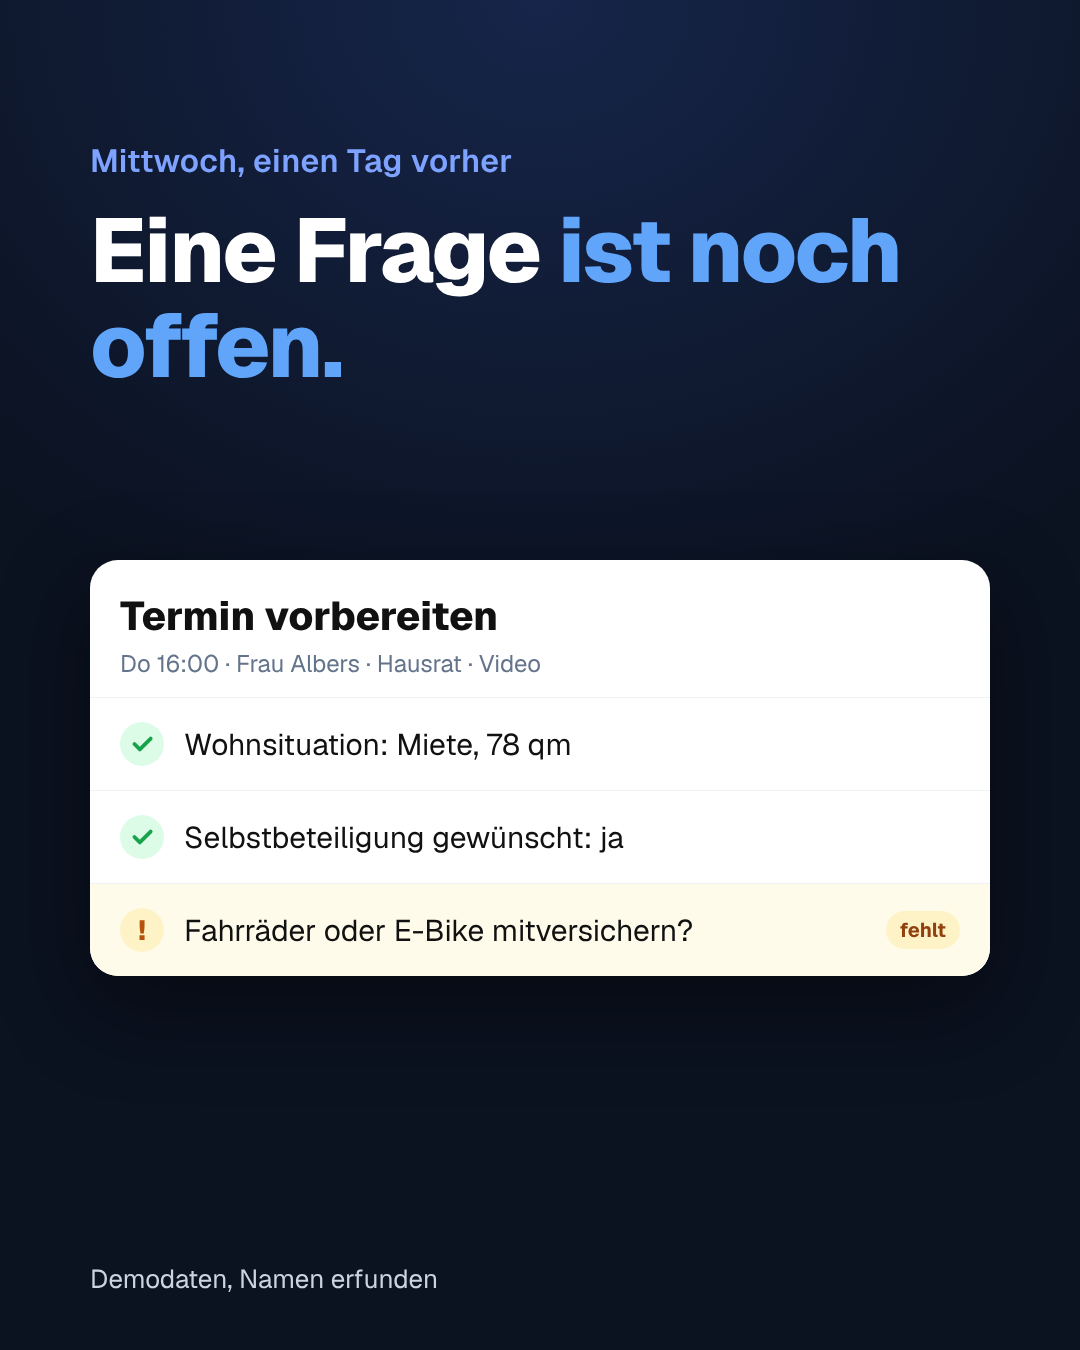 Mittwoch, einen Tag vorher
Eine Frage ist noch
offen.
Termin vorbereiten
Do 16:00 · Frau Albers · Hausrat · Video
Wohnsituation: Miete, 78 qm
Selbstbeteiligung gewünscht: ja
! Fahrräder oder E-Bike mitversichern? fehlt
Demodaten, Namen erfunden